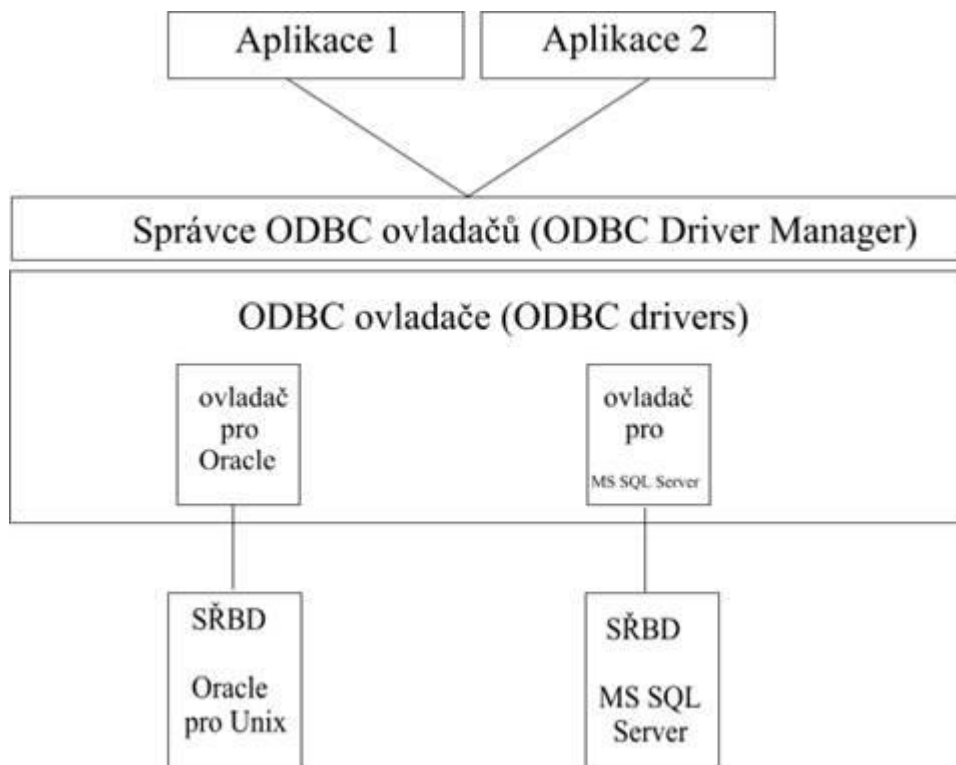 Aplikace 1
Aplikace 2
Správce ODBC ovladačů (ODBC Driver Manager)
ODBC ovladače (ODBC drivers)
ovladač
pro
Oracle
ovladač
pro
MS SQL Server
SŘBD
Oracle
pro Unix
SŘBD
MS SQL
Server